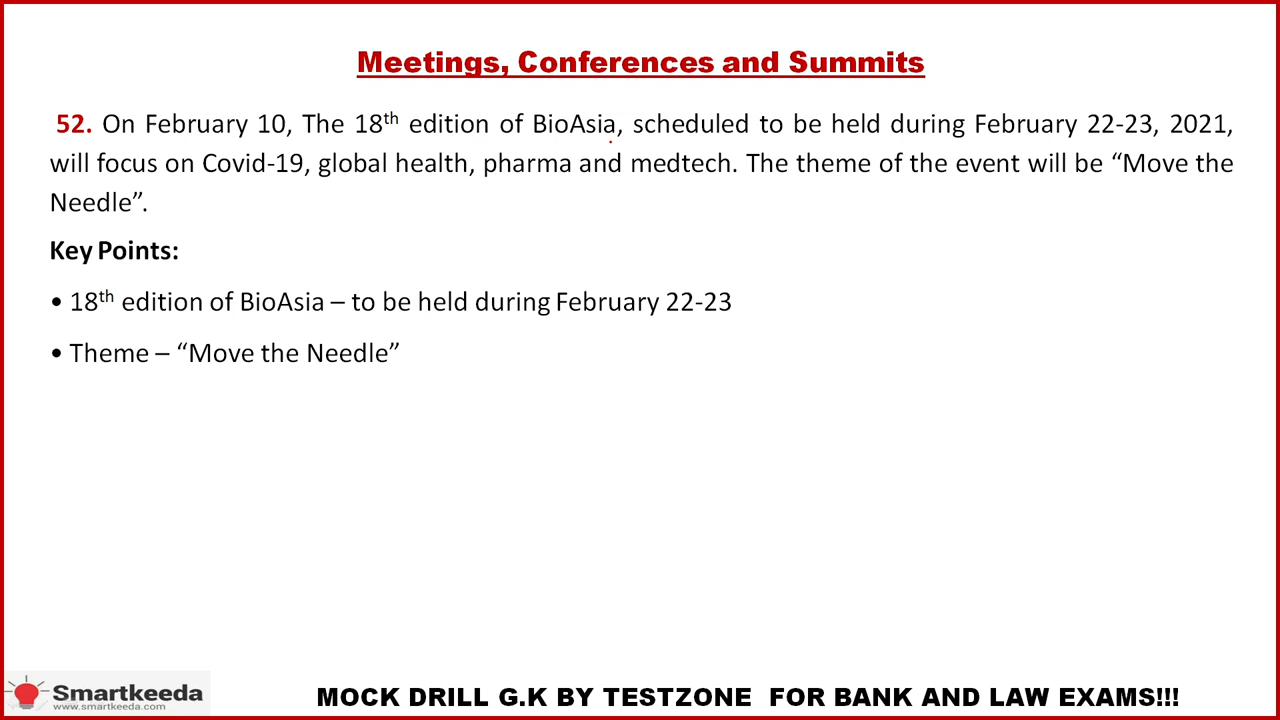 Meetings, Conferences and Summits
52. On February 10, The 18th edition of BioAsia, scheduled to be held during February 22-23, 2021,
will focus on Covid-19, global health, pharma and medtech. The theme of the event will be “Move the
Needle”.
Key Points:
• 18th edition of BioAsia – to be held during February 22-23
• Theme – “Move the Needle”
Smartkeeda
www.smartkeeda.com
MOCK DRILL G.K BY TESTZONE FOR BANK AND LAW EXAMS!!!